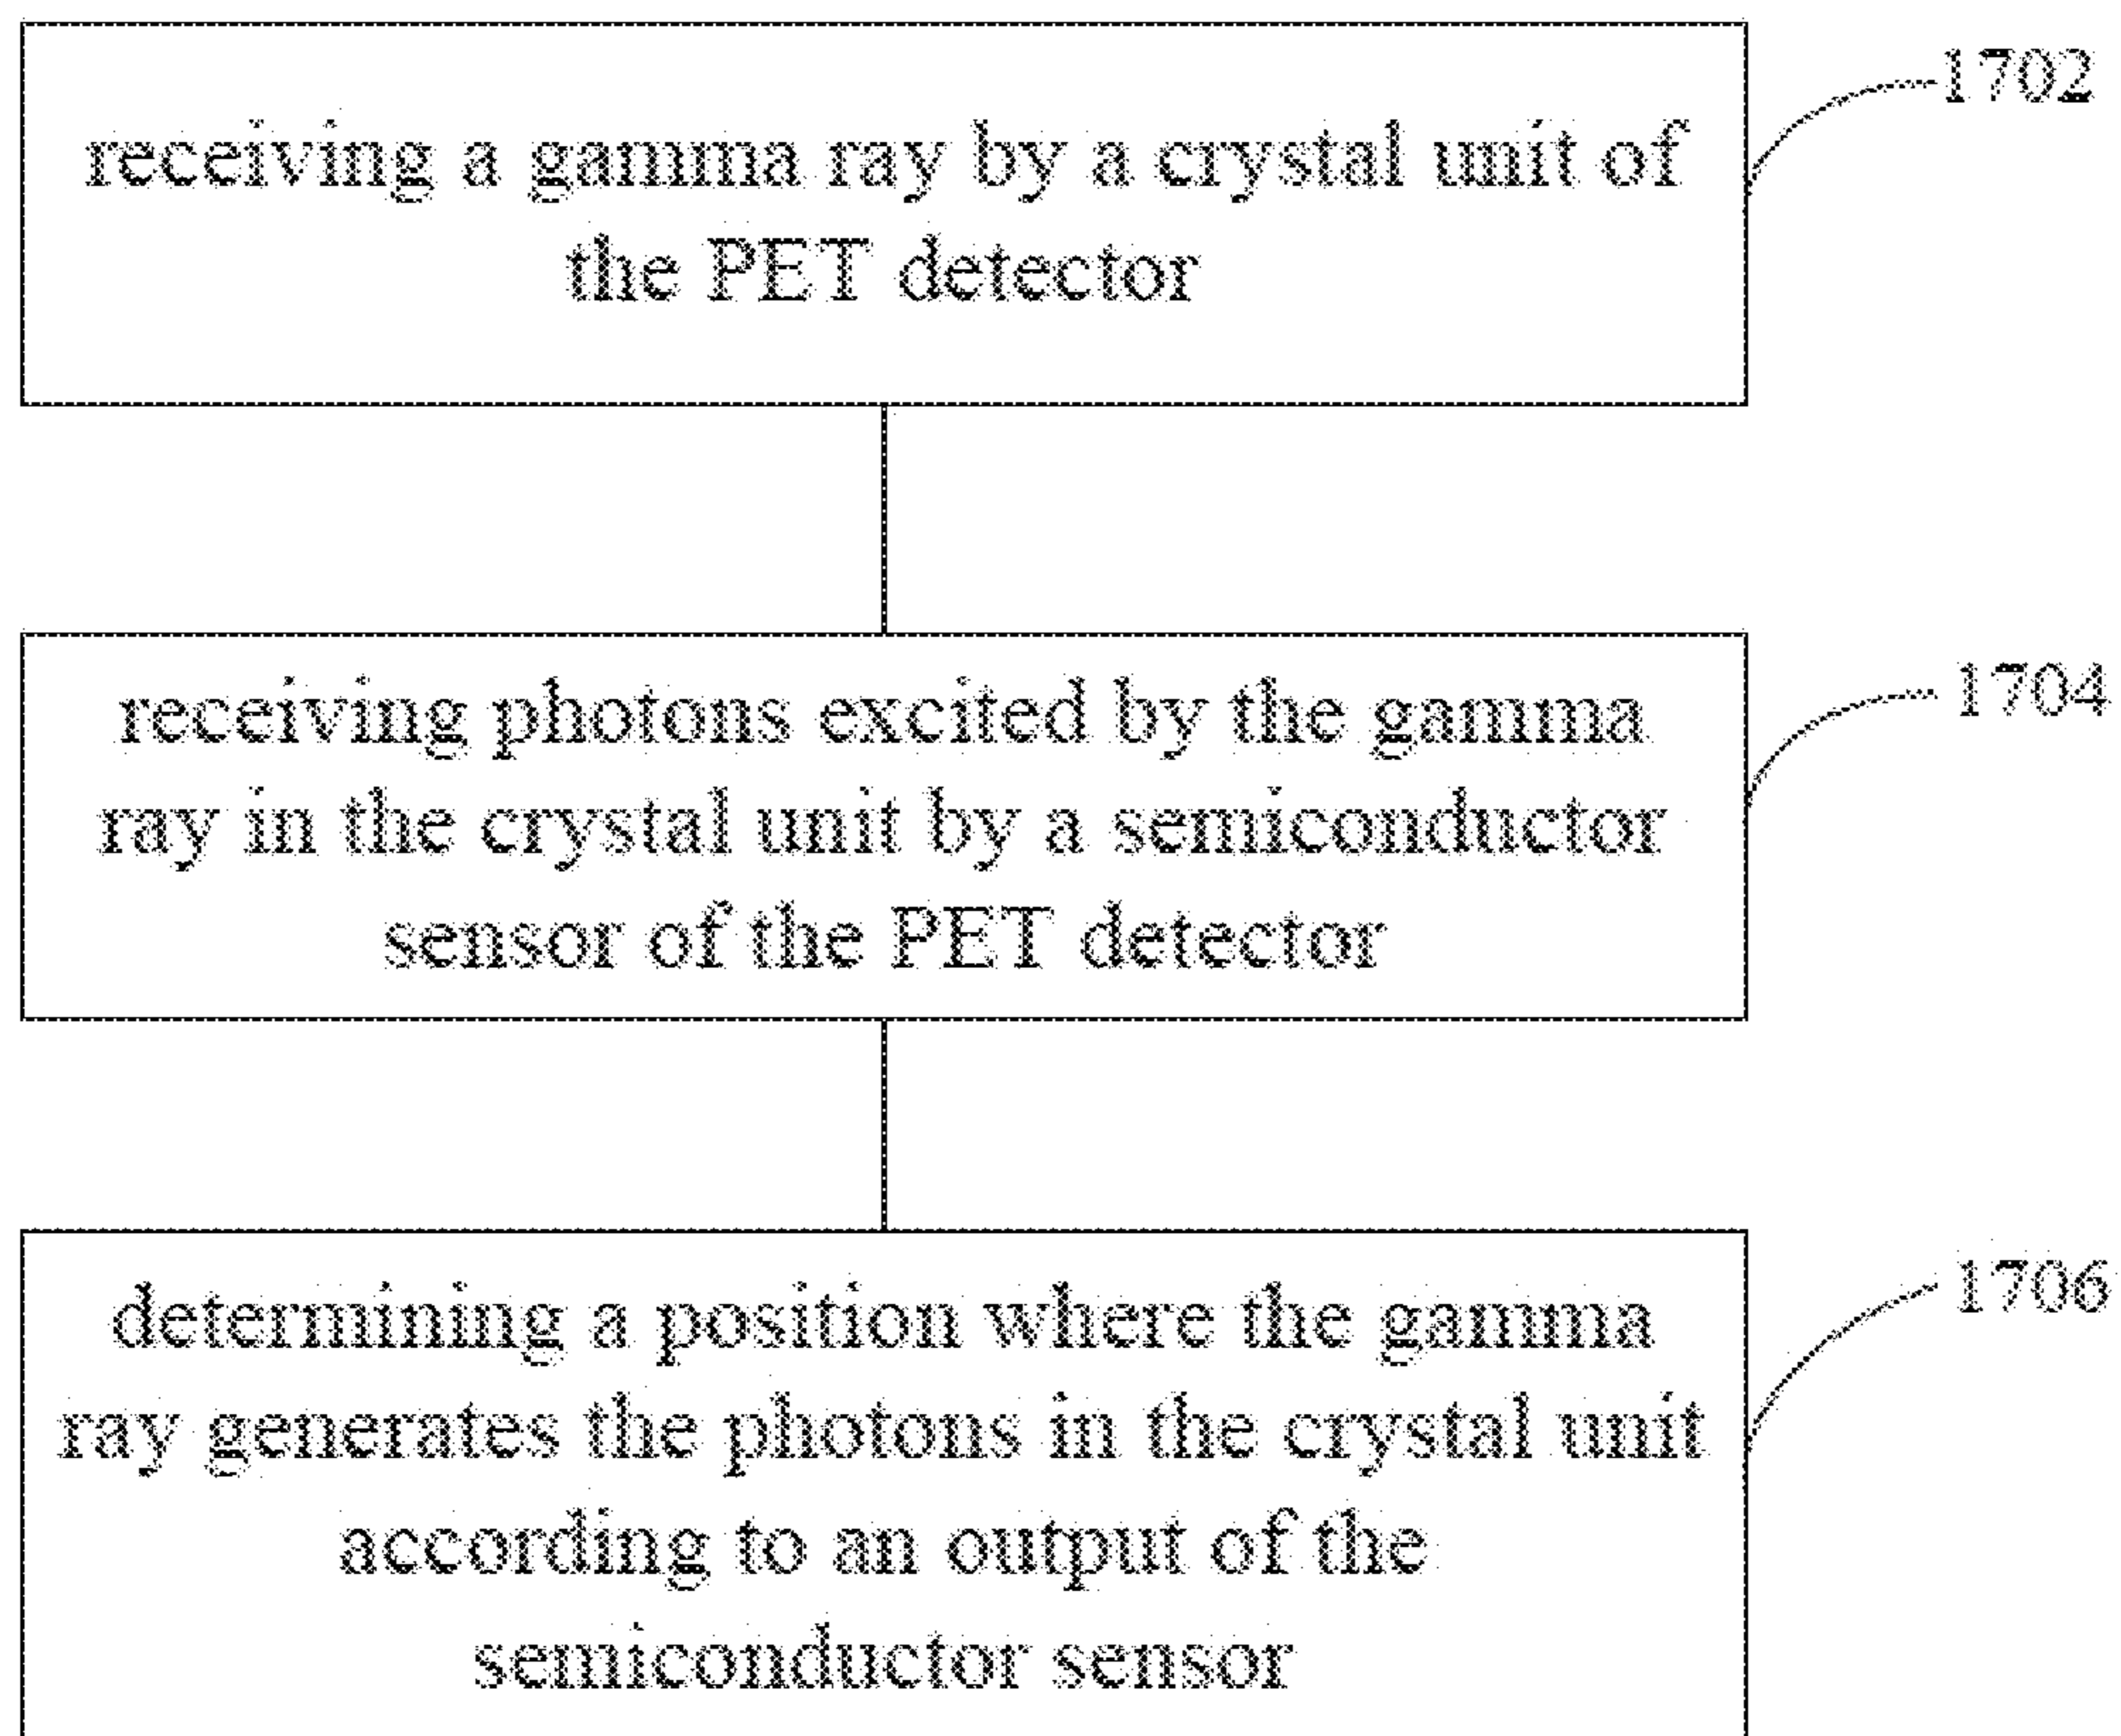 receiving a gamma ray by a crystal unit of
the PET detector
1702
receiving photons excited by the gamma
ray in the crystal unit by a semiconductor
sensor of the PET detector
1704
determining a position where the gamma
ray generates the photons in the crystal unit
according to an output of the
semiconductor sensor
1706